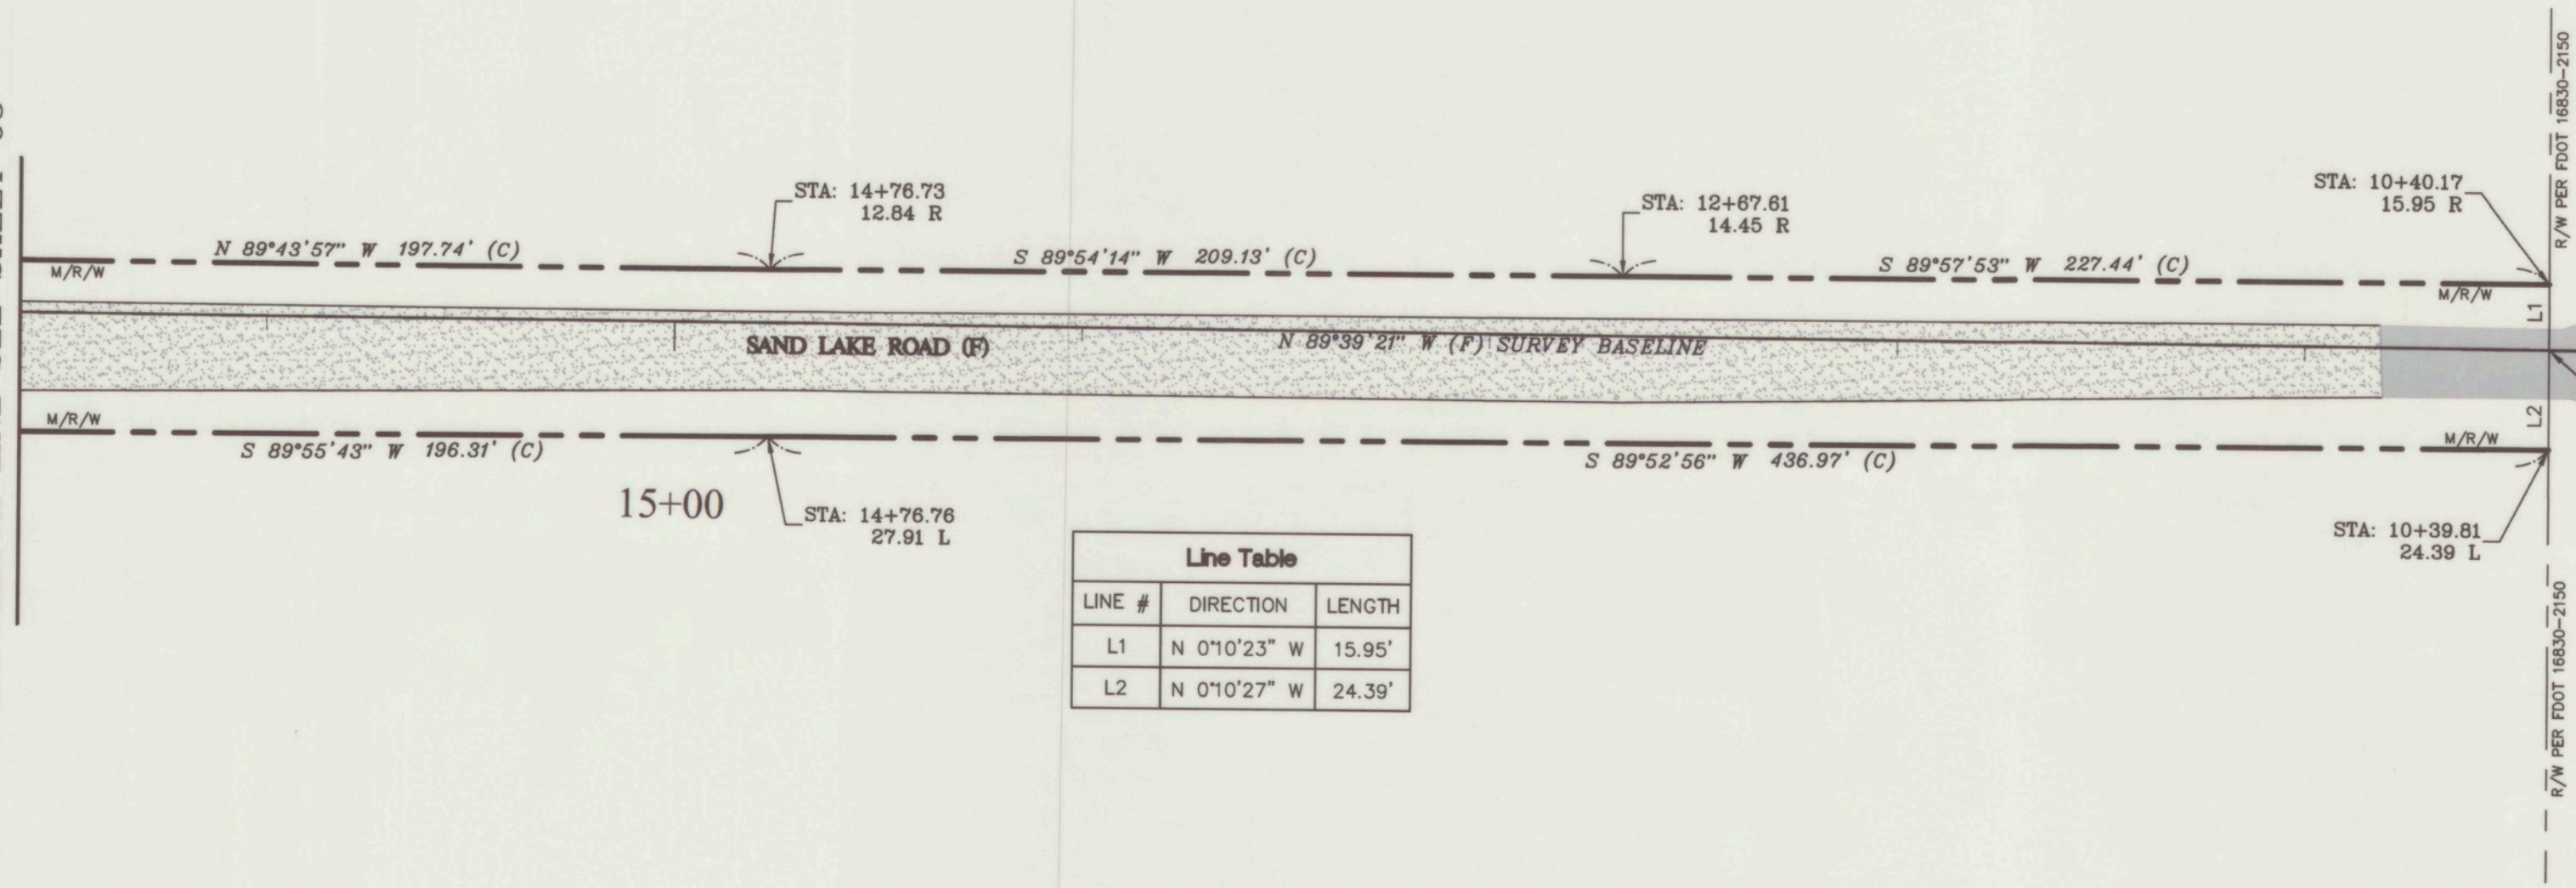 R/W PER FDOT 16830-2150
STA: 10+40.17
15.95 R
STA: 14+76.73
12.84 R
STA: 12+67.61
14.45 R
N 89°43'57" W 197.74' (C)
S 89°54'14" W 209.13' (C)
S 89°57'53" W 227.44' (C)
M/R/W
M/R/W
L1
SAND LAKE ROAD (F)
N 89°39'21" W (F) SURVEY BASELINE
L2
M/R/W
M/R/W
S 89°55'43" W 196.31' (C)
S 89°52'56" W 436.97' (C)
15+00
STA: 14+76.76
27.91 L
STA: 10+39.81
24.39 L
Line Table
LINE # DIRECTION LENGTH
L1 N 0°10'23" W 15.95'
L2 N 0°10'27" W 24.39'
R/W PER FDOT 16830-2150